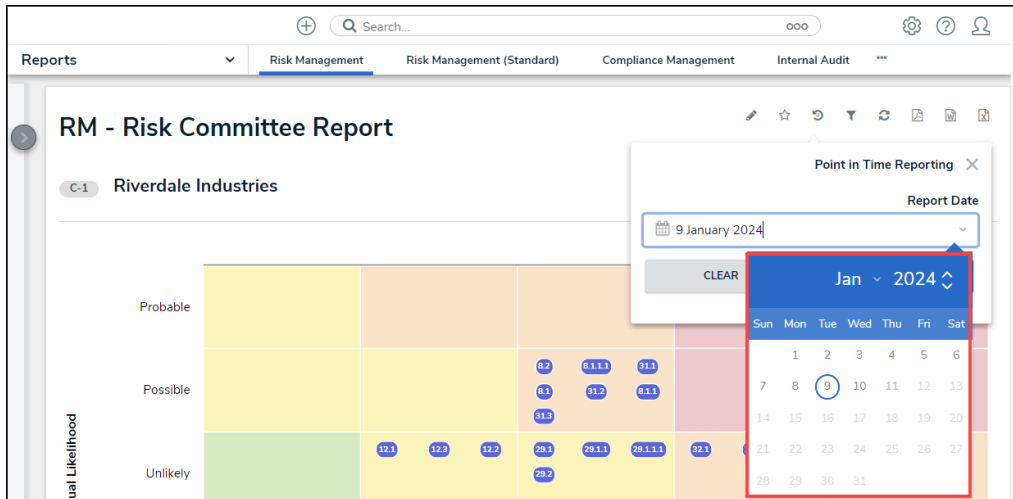 Search...
Reports Risk Management Risk Management (Standard) Compliance Management Internal Audit
RM - Risk Committee Report
Point in Time Reporting
C-1 Riverdale Industries
Report Date
9 January 2024
CLEAR
Jan 2024
Sun Mon Tue Wed Thu Fri Sat
1 2 3 4 5 6
7 8 9 10 11 12 13
14 15 16 17 18 19 20
21 22 23 24 25 26 27
28 29 30 31
Probable
8.2 8.1.1.1 31.1
Possible 8.1 31.2 8.1.1
31.3
12.1 12.3 12.2 29.1 29.1.1 29.1.1.1 32.1
Unlikely 29.2
ual Likelihood